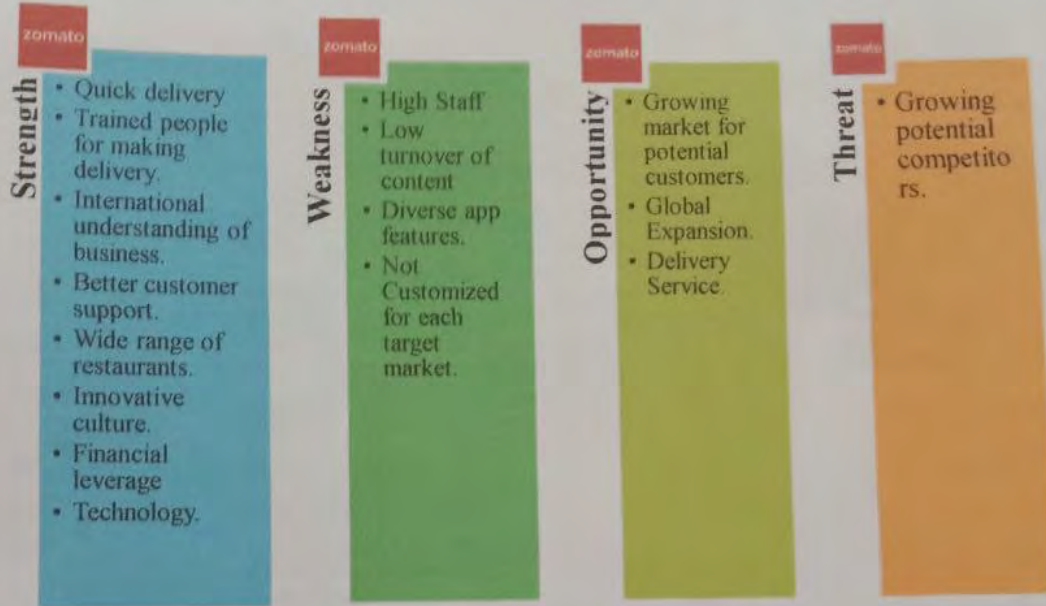 zomato
Strength
• Quick delivery
• Trained people
for making
delivery.
• International
understanding of
business.
• Better customer
support.
• Wide range of
restaurants.
• Innovative
culture.
• Financial
leverage
• Technology.
zomato
Weakness
• High Staff
• Low
turnover of
content
• Diverse app
features.
• Not
Customized
for each
target
market.
zomato
Opportunity
• Growing
market for
potential
customers.
• Global
Expansion.
• Delivery
Service.
zomato
Threat
• Growing
potential
competito
rs.